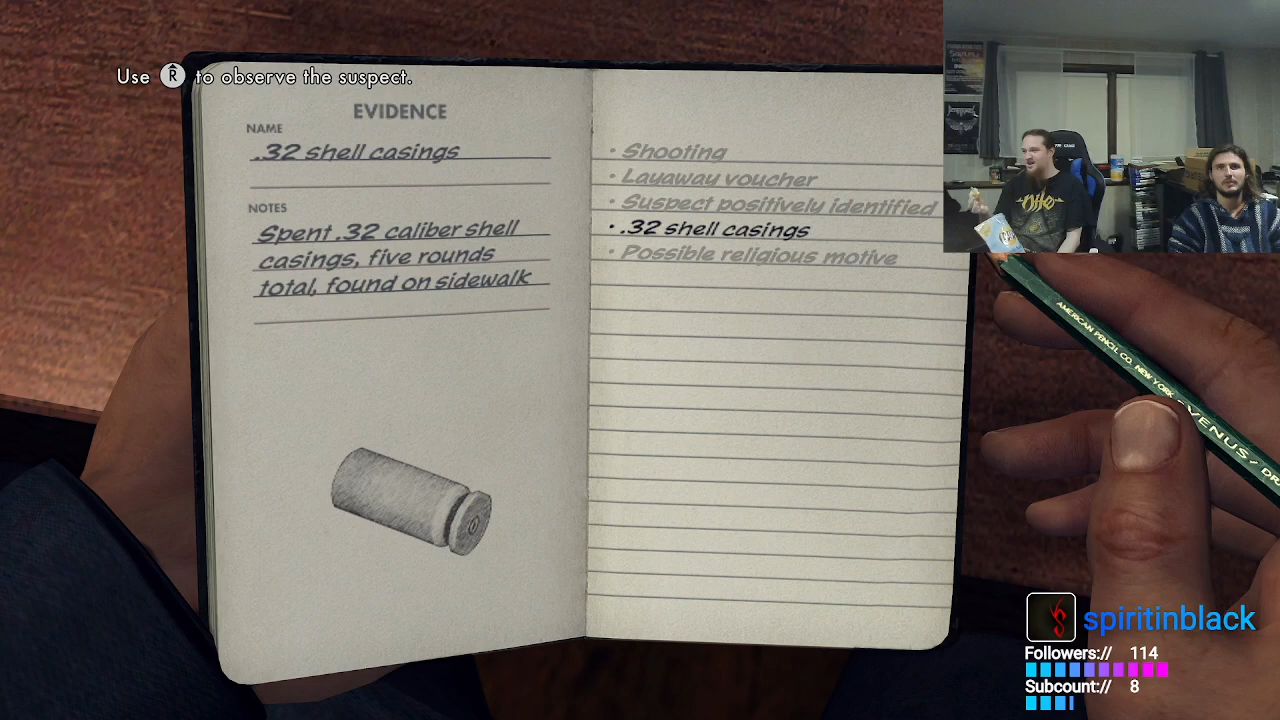 Use R to observe the suspect.
EVIDENCE
NAME
.32 shell casings
NOTES
Spent .32 caliber shell
casings, five rounds
total, found on sidewalk
• Shooting
• Layaway voucher
• Suspect positively identified
• .32 shell casings
• Possible religious motive
AMERICAN PENCIL CO. NEW YORK
VENUS
nile
spiritinblack
Followers:// 114
Subcount:// 8